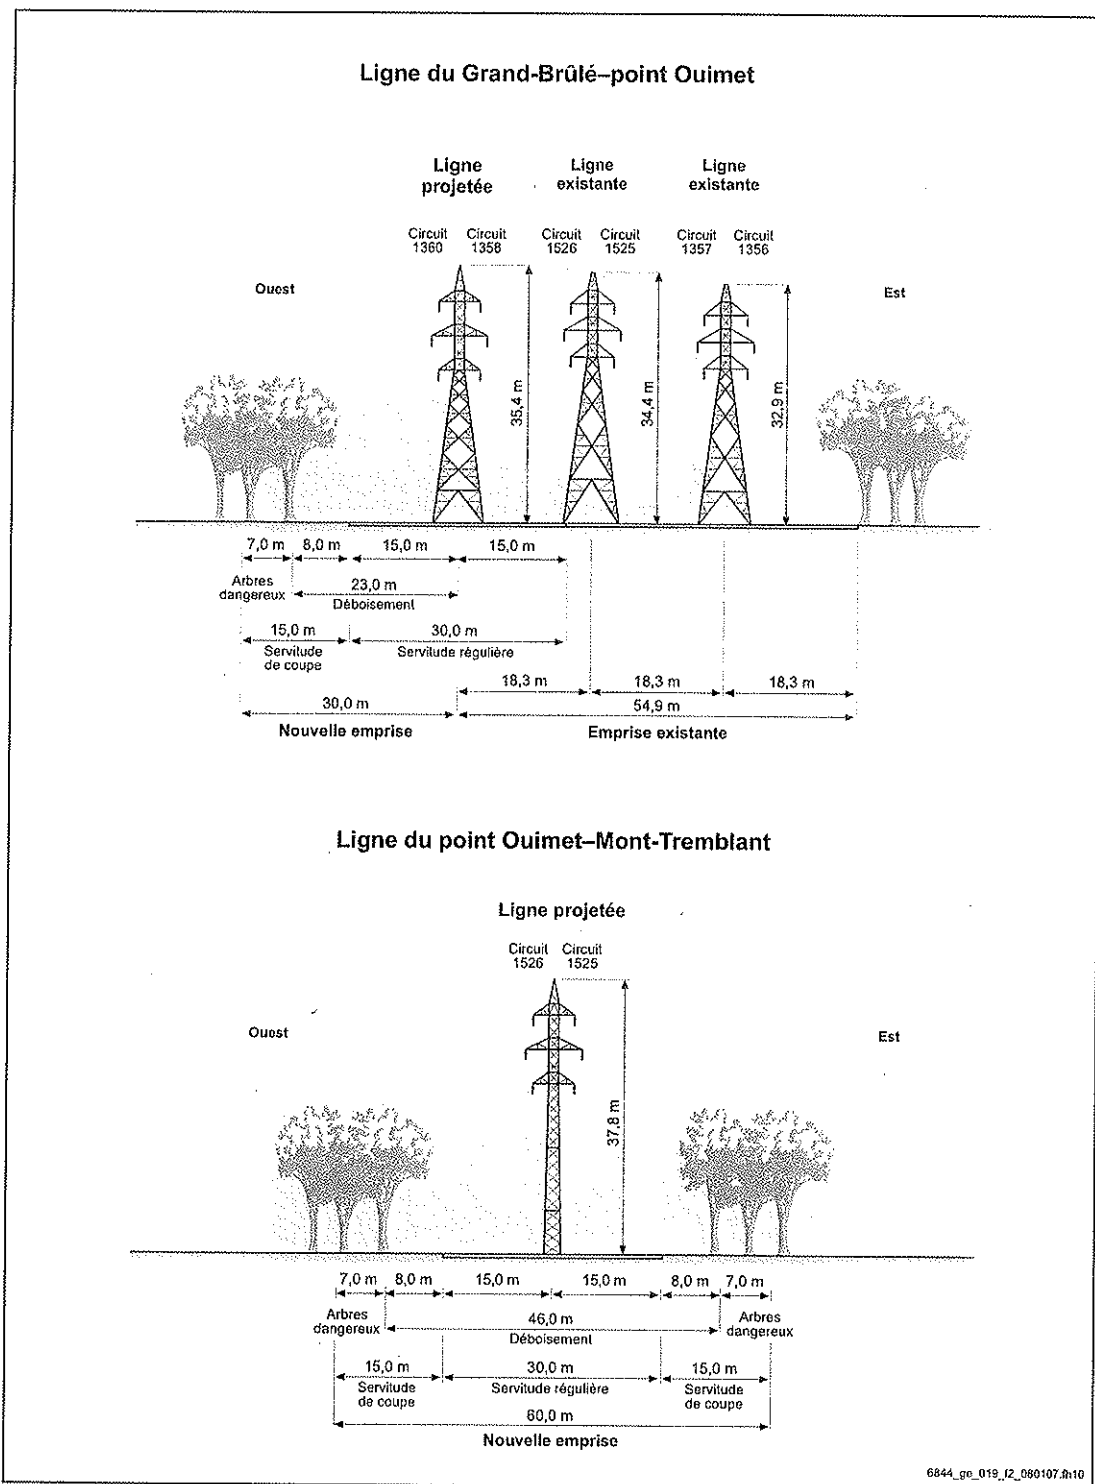 Ligne du Grand-Brûlé–point Ouimet
Ligne projetée
Ligne existante
Ligne existante
Circuit 1360
Circuit 1358
Circuit 1526
Circuit 1525
Circuit 1357
Circuit 1356
Ouest
Est
35,4 m
34,4 m
32,9 m
7,0 m
8,0 m
15,0 m
15,0 m
Arbres dangereux
23,0 m
Déboisement
15,0 m
Servitude de coupe
30,0 m
Servitude régulière
18,3 m
18,3 m
18,3 m
30,0 m
Nouvelle emprise
54,9 m
Emprise existante
Ligne du point Ouimet–Mont-Tremblant
Ligne projetée
Circuit 1526
Circuit 1525
Ouest
Est
37,8 m
7,0 m
8,0 m
15,0 m
15,0 m
8,0 m
7,0 m
Arbres dangereux
46,0 m
Déboisement
Arbres dangereux
15,0 m
Servitude de coupe
30,0 m
Servitude régulière
15,0 m
Servitude de coupe
60,0 m
Nouvelle emprise
6844_ge_019_f2_080107.fh10